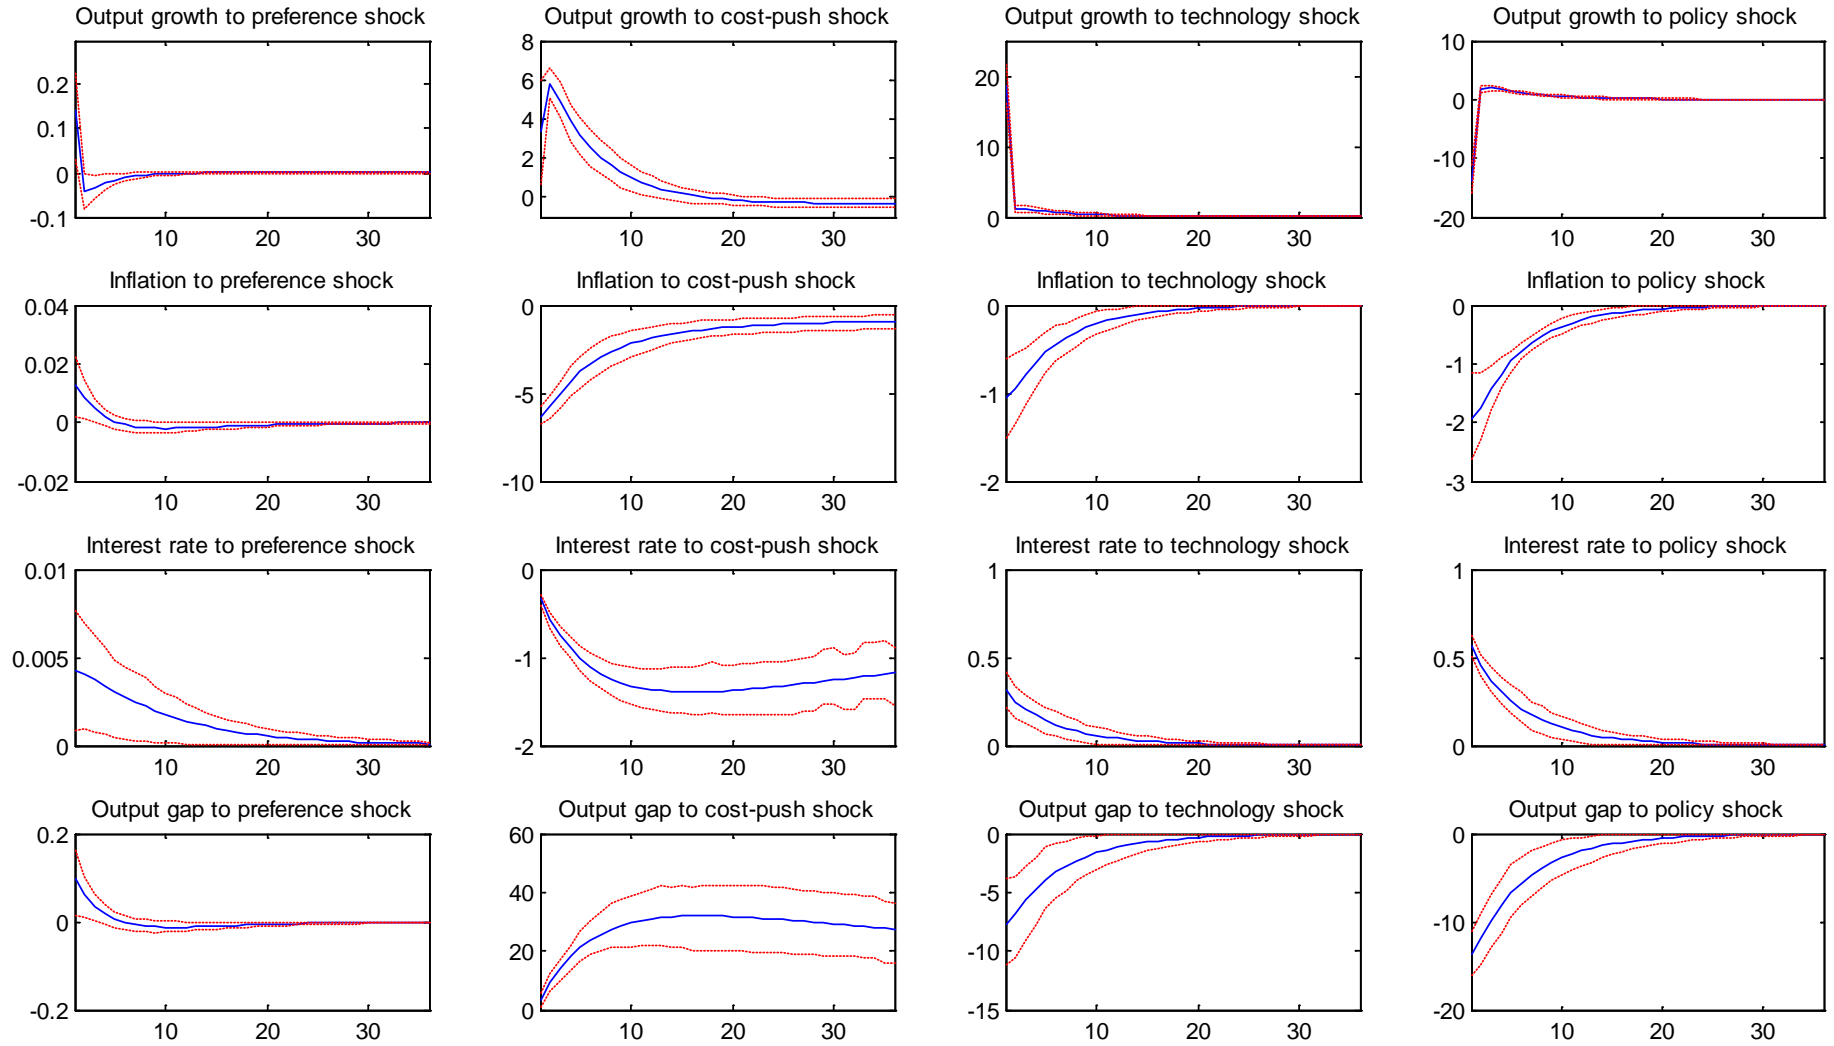 Output growth to preference shock
0.2
0.1
0
-0.1
10 20 30
Output growth to cost-push shock
8
6
4
2
0
10 20 30
Output growth to technology shock
20
10
0
10 20 30
Output growth to policy shock
10
0
-10
-20
10 20 30
Inflation to preference shock
0.04
0.02
0
-0.02
10 20 30
Inflation to cost-push shock
0
-5
-10
10 20 30
Inflation to technology shock
0
-1
-2
10 20 30
Inflation to policy shock
0
-1
-2
-3
10 20 30
Interest rate to preference shock
0.01
0.005
0
10 20 30
Interest rate to cost-push shock
0
-1
-2
10 20 30
Interest rate to technology shock
1
0.5
0
10 20 30
Interest rate to policy shock
1
0.5
0
10 20 30
Output gap to preference shock
0.2
0
-0.2
10 20 30
Output gap to cost-push shock
60
40
20
0
10 20 30
Output gap to technology shock
0
-5
-10
-15
10 20 30
Output gap to policy shock
0
-10
-20
10 20 30